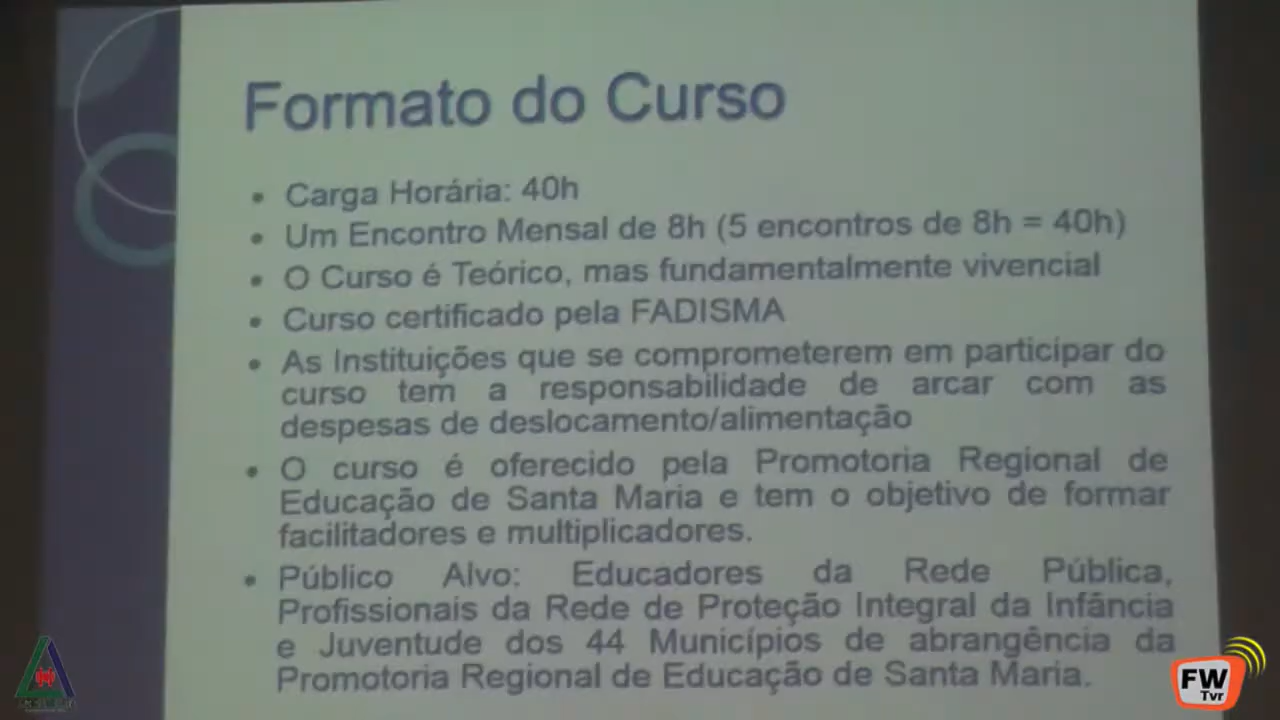 Formato do Curso
• Carga Horária: 40h
• Um Encontro Mensal de 8h (5 encontros de 8h = 40h)
• O Curso é Teórico, mas fundamentalmente vivencial
• Curso certificado pela FADISMA
• As Instituições que se comprometerem em participar do
curso tem a responsabilidade de arcar com as
despesas de deslocamento/alimentação
• O curso é oferecido pela Promotoria Regional de
Educação de Santa Maria e tem o objetivo de formar
facilitadores e multiplicadores.
• Público Alvo: Educadores da Rede Pública,
Profissionais da Rede de Proteção Integral da Infância
e Juventude dos 44 Municípios de abrangência da
Promotoria Regional de Educação de Santa Maria.
FW
Tvr